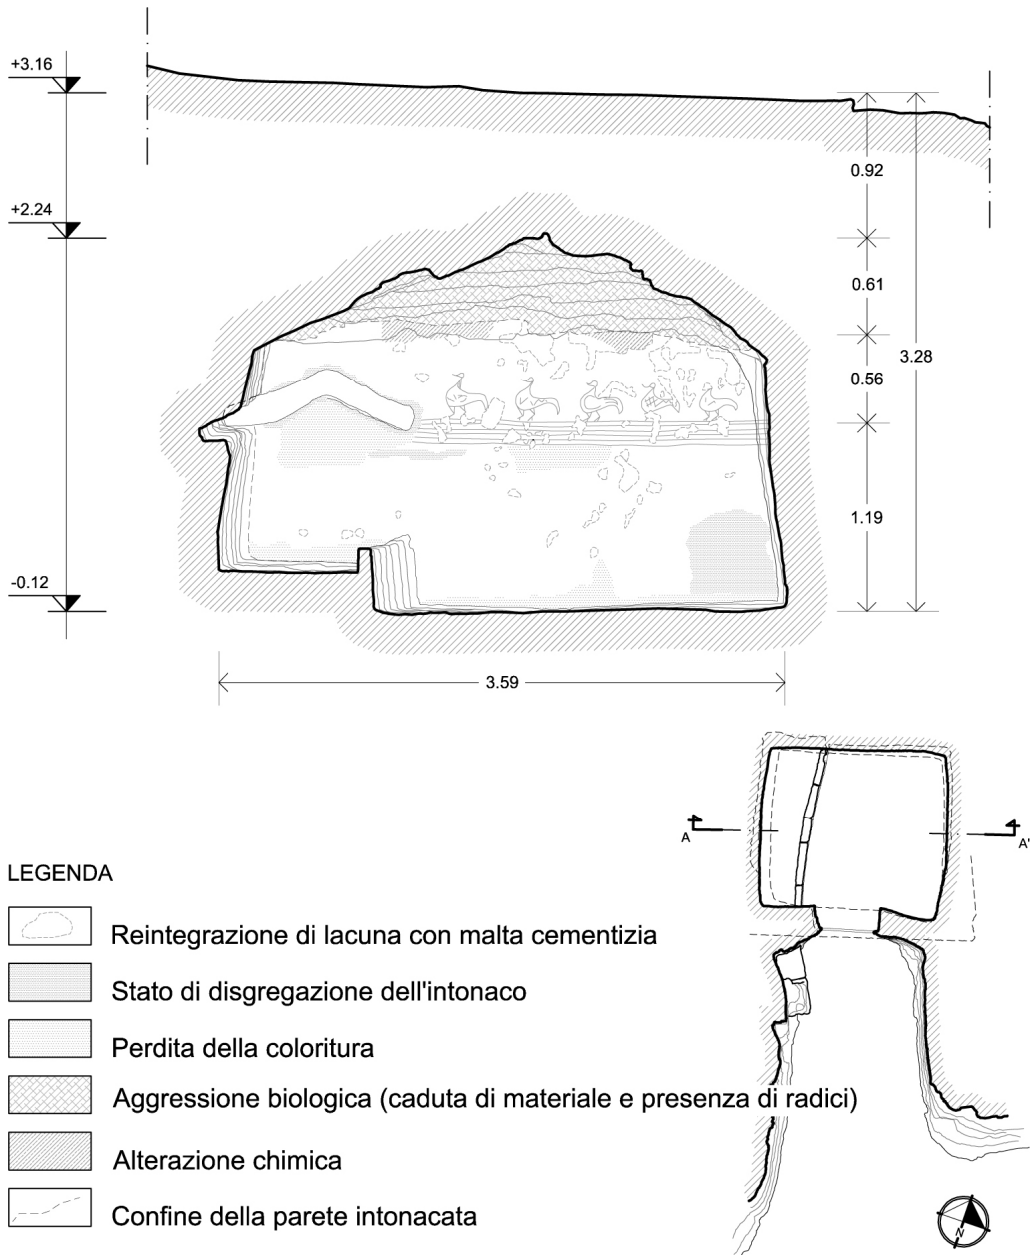 +3.16
+2.24
-0.12
0.92
0.61
0.56
1.19
3.28
3.59
A
A'
LEGENDA
Reintegrazione di lacuna con malta cementizia
Stato di disgregazione dell'intonaco
Perdita della coloritura
Aggressione biologica (caduta di materiale e presenza di radici)
Alterazione chimica
Confine della parete intonacata
N